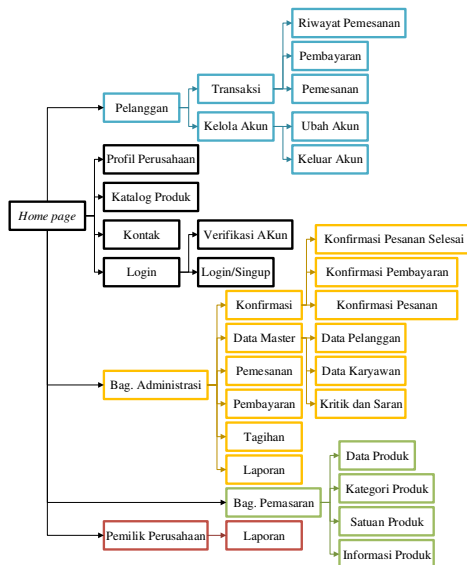 Riwayat Pemesanan
Pembayaran
Transaksi
Pemesanan
Pelanggan
Kelola Akun
Ubah Akun
Keluar Akun
Profil Perusahaan
Katalog Produk
Home page
Kontak
Verifikasi AKun
Login
Login/Singup
Konfirmasi Pesanan Selesai
Konfirmasi Pembayaran
Konfirmasi
Konfirmasi Pesanan
Data Master
Data Pelanggan
Pemesanan
Data Karyawan
Bag. Administrasi
Pembayaran
Kritik dan Saran
Tagihan
Laporan
Data Produk
Kategori Produk
Bag. Pemasaran
Satuan Produk
Pemilik Perusahaan
Laporan
Informasi Produk